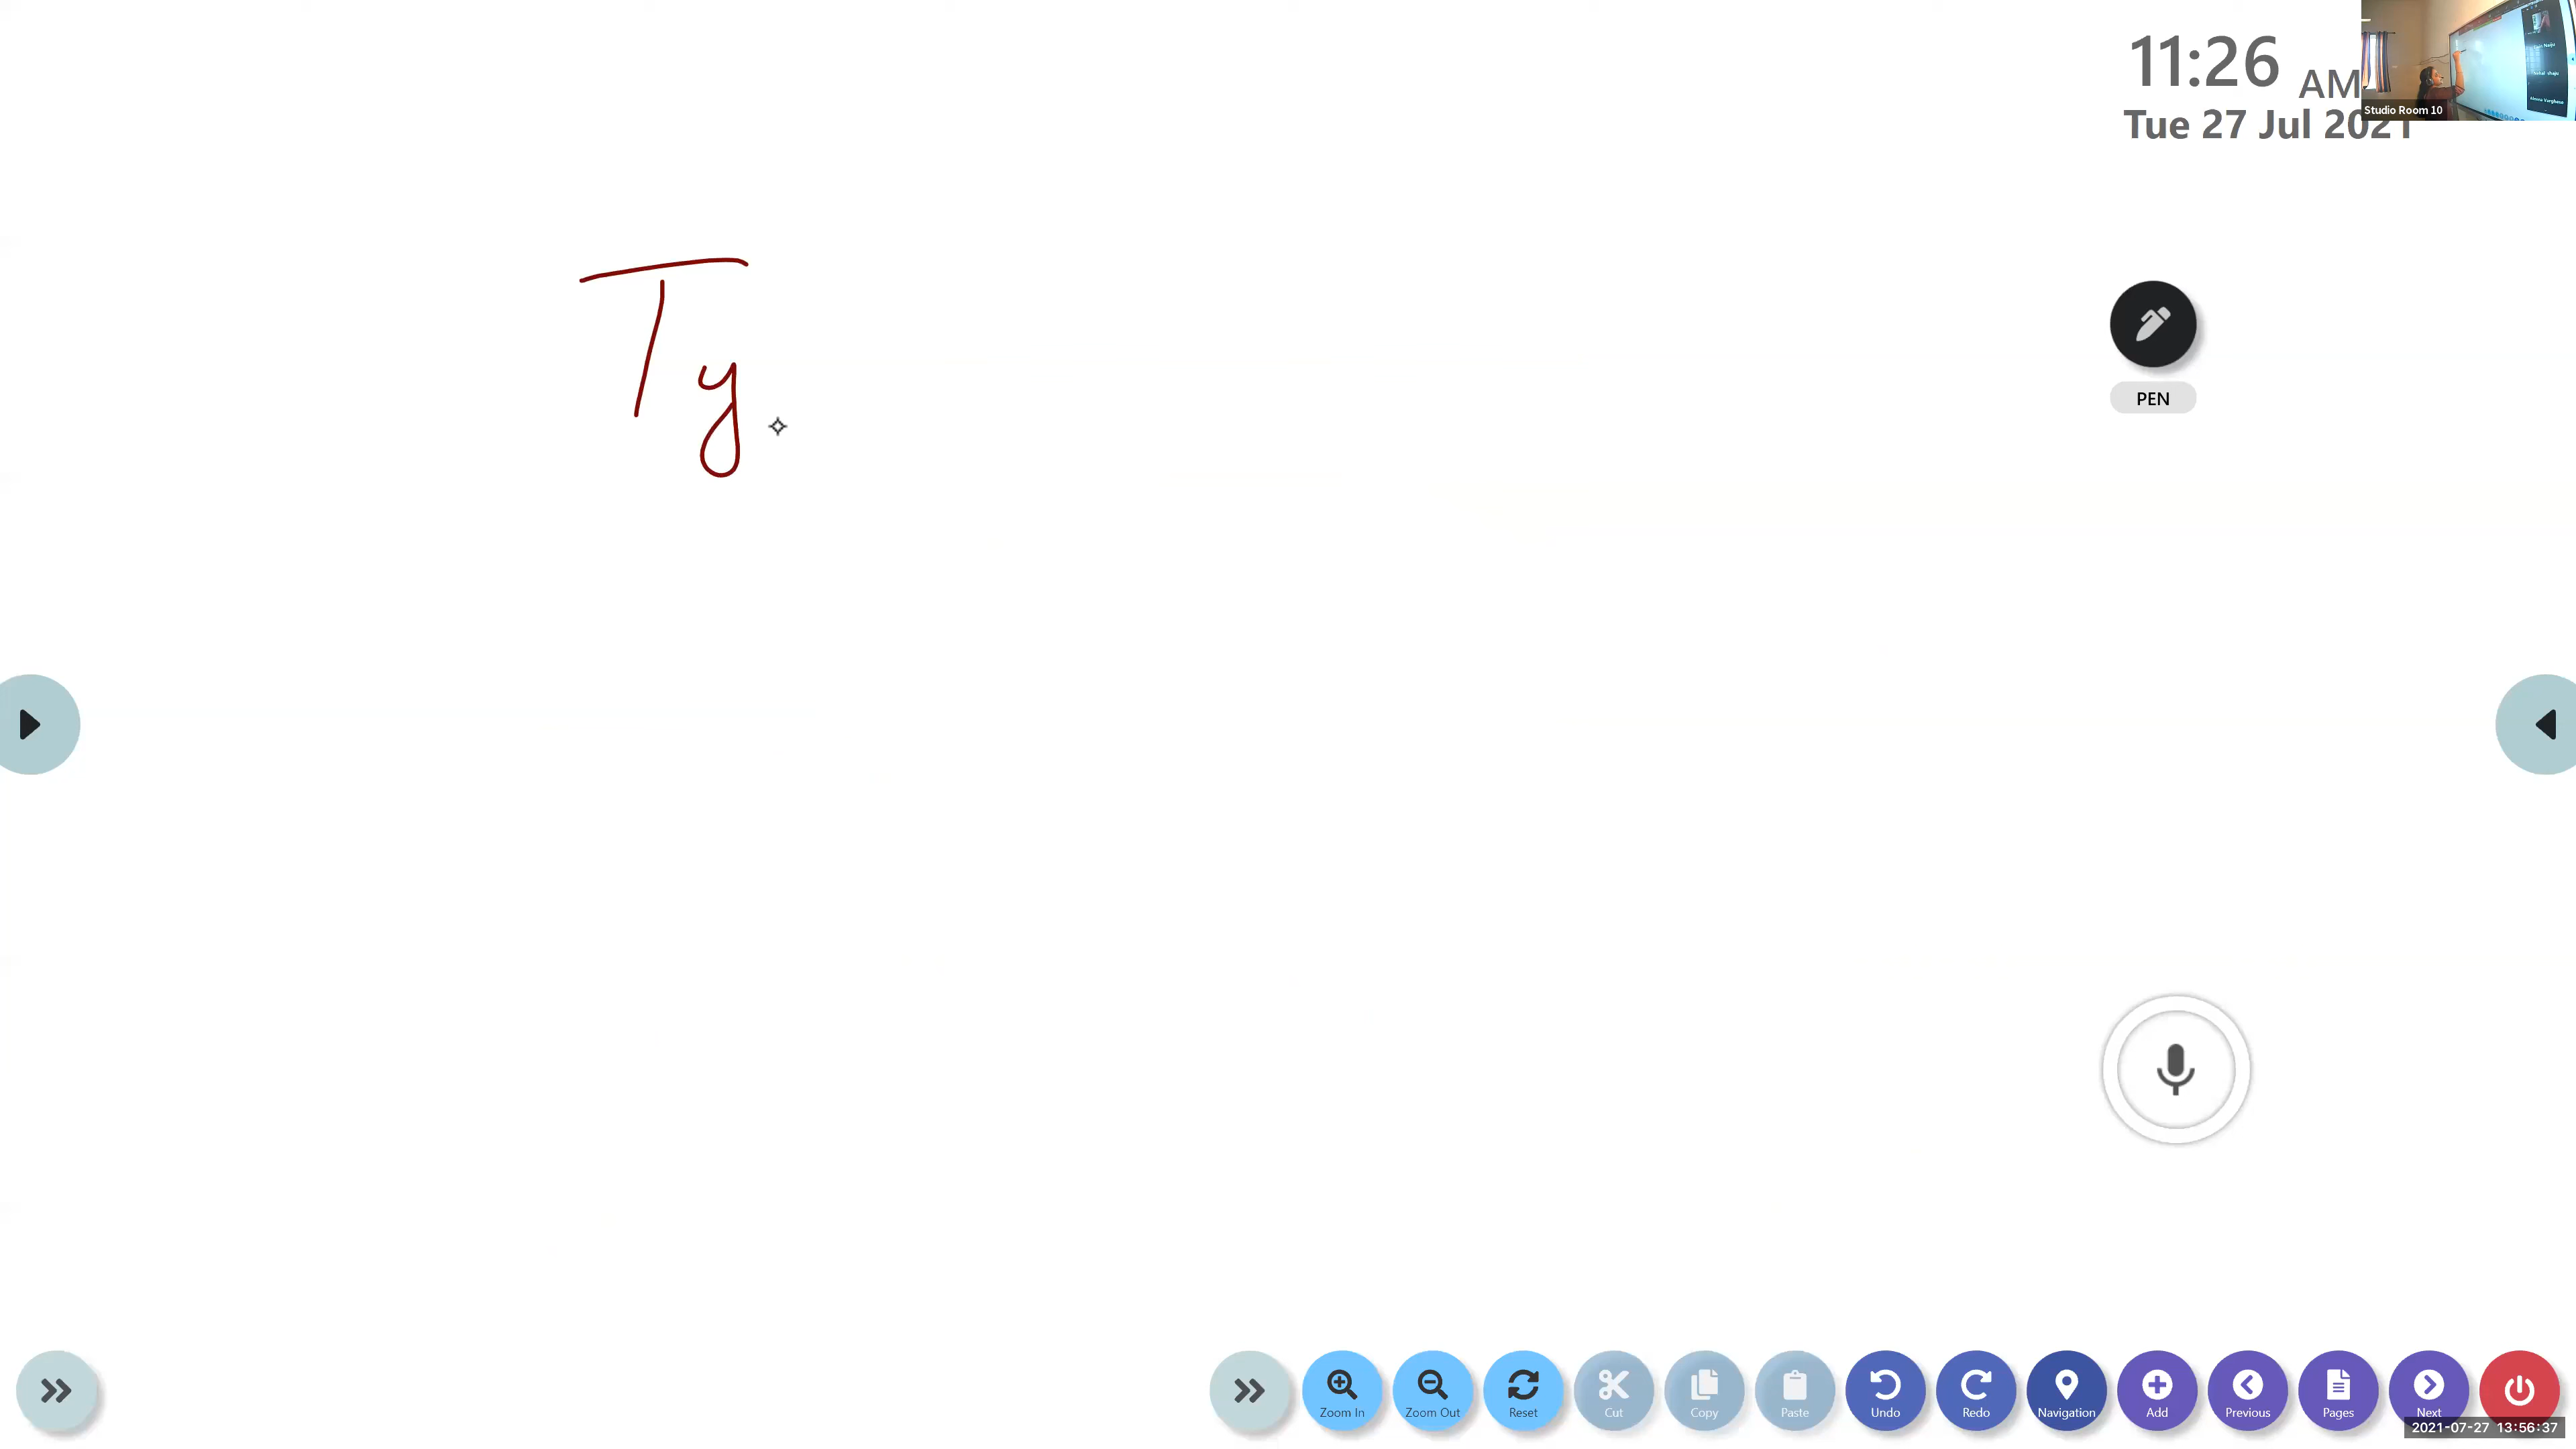 11:26 AM
Tue 27 Jul 2021
Studio Room 10
Ty
PEN
Zoom In
Zoom Out
Reset
Cut
Copy
Paste
Undo
Redo
Navigation
Add
Previous
Pages
Next
2021-07-27 13:56:37